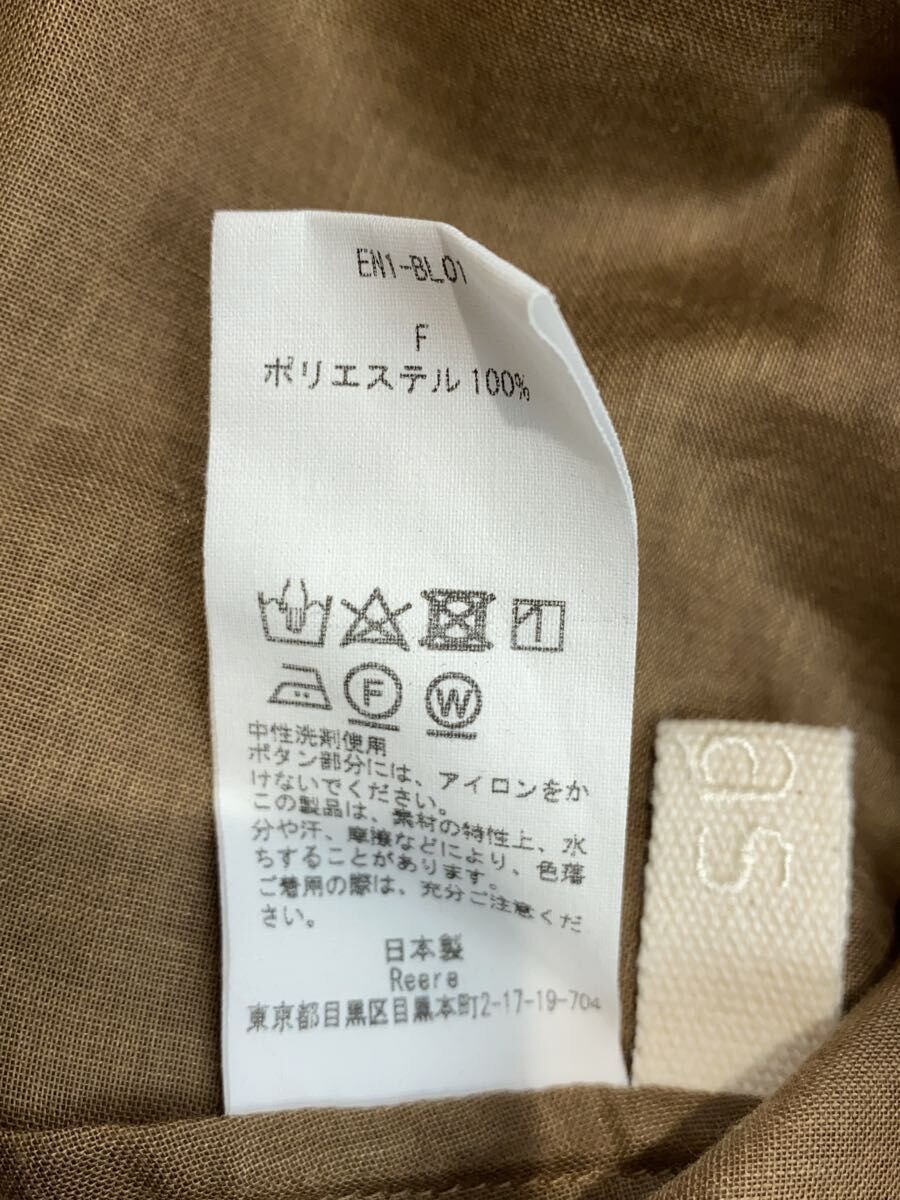 EN1-BL01
F
ポリエステル 100%
F W
中性洗剤使用
ボタン部分には、アイロンをか
けないでください。
この製品は、素材の特性上、水
分や汗、摩擦などにより、色落
ちすることがあります。
ご着用の際は、充分ご注意くだ
さい。
日本製
Reere
東京都目黒区目黒本町2-17-19-704
as